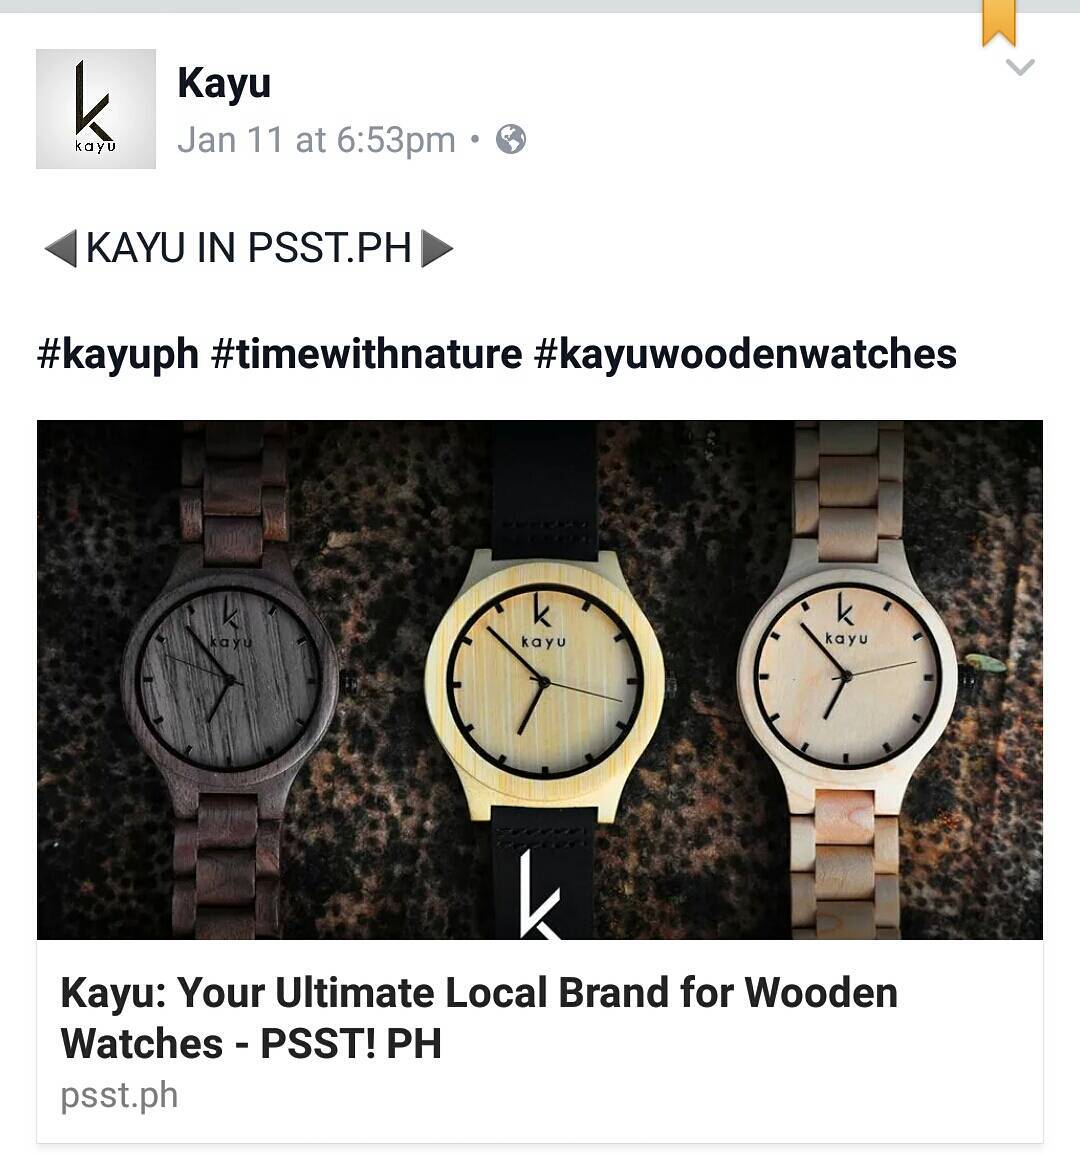 kayu
Kayu
Jan 11 at 6:53pm
◀KAYU IN PSST.PH▶
#kayuph #timewithnature #kayuwoodenwatches
k
kayu
k
kayu
k
kayu
k
Kayu: Your Ultimate Local Brand for Wooden
Watches - PSST! PH
psst.ph